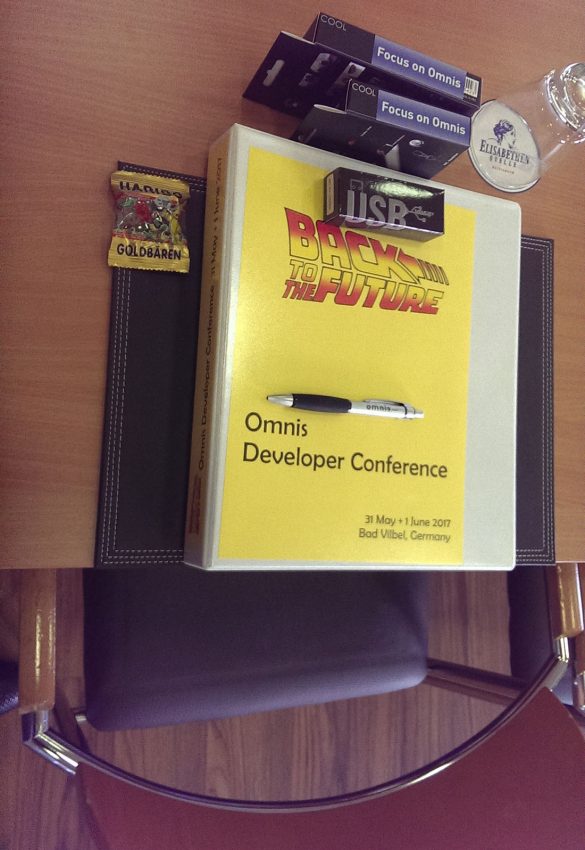 COOL
Focus on Omnis
COOL
Focus on Omnis
ELISABETHEN
QUELLE
HARIBO
GOLDBÄREN
USB
BACK
TO THE
FUTURE
omnis
Omnis
Developer Conference
31 May + 1 June 2017
Bad Vilbel, Germany
Omnis Developer Conference 31 May + 1 June 2017